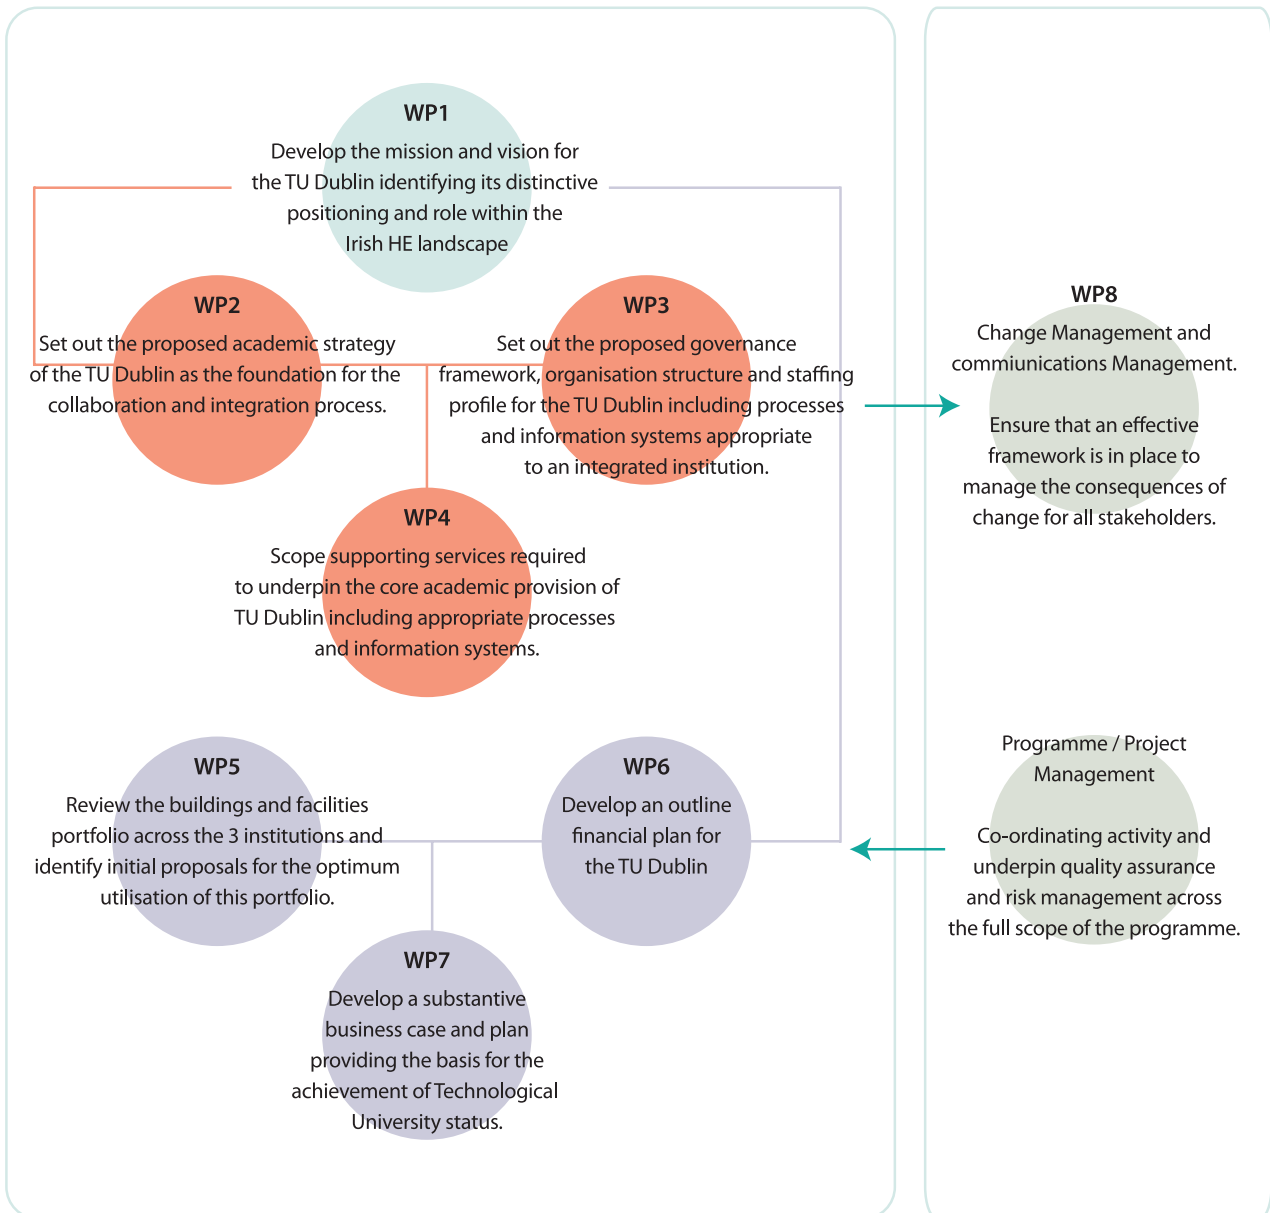 WP1
Develop the mission and vision for
the TU Dublin identifying its distinctive
positioning and role within the
Irish HE landscape
WP2
Set out the proposed academic strategy
of the TU Dublin as the foundation for the
collaboration and integration process.
WP3
Set out the proposed governance
framework, organisation structure and staffing
profile for the TU Dublin including processes
and information systems appropriate
to an integrated institution.
WP4
Scope supporting services required
to underpin the core academic provision of
TU Dublin including appropriate processes
and information systems.
WP5
Review the buildings and facilities
portfolio across the 3 institutions and
identify initial proposals for the optimum
utilisation of this portfolio.
WP6
Develop an outline
financial plan for
the TU Dublin
WP7
Develop a substantive
business case and plan
providing the basis for the
achievement of Technological
University status.
WP8
Change Management and
communications Management.
Ensure that an effective
framework is in place to
manage the consequences of
change for all stakeholders.
Programme / Project
Management
Co-ordinating activity and
underpin quality assurance
and risk management across
the full scope of the programme.